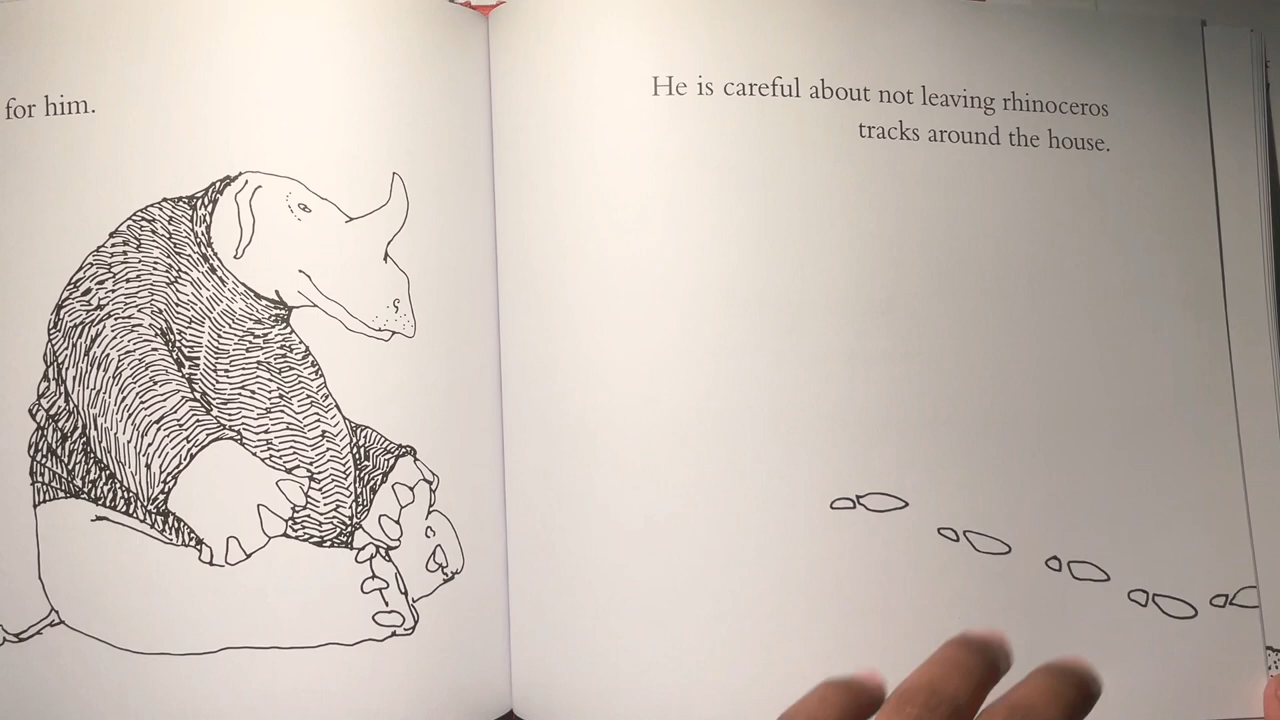 for him.
He is careful about not leaving rhinoceros
tracks around the house.